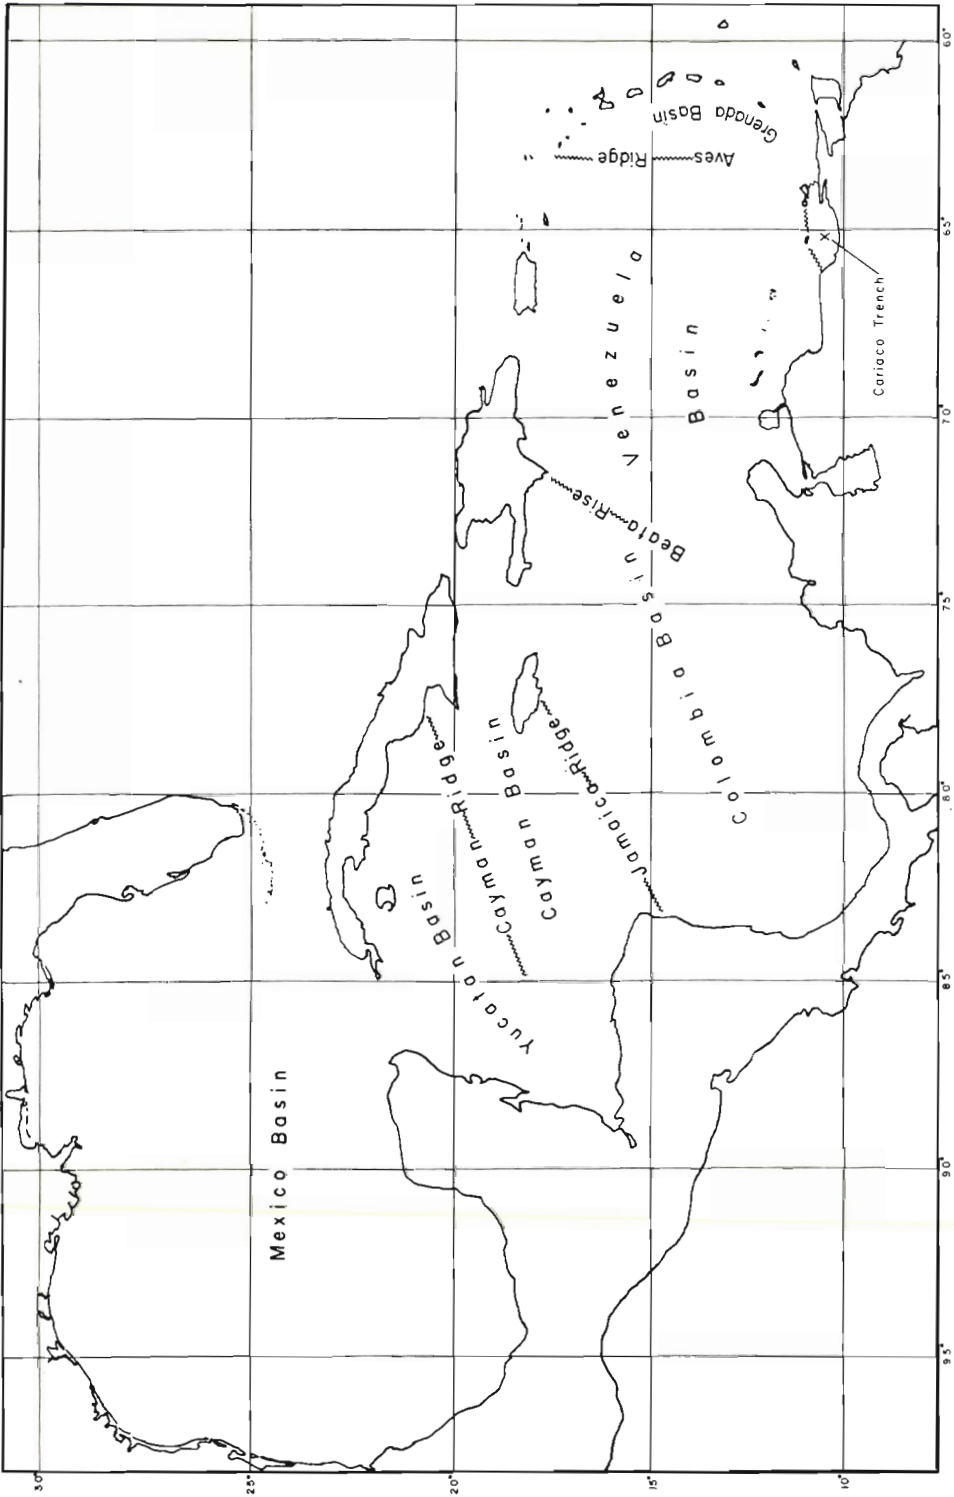 Mexico Basin
Yucatan Basin
Cayman Ridge
Cayman Basin
Jamaica Ridge
Colombia Basin
Beata Rise
Venezuela
Basin
Aves Ridge
Grenada Basin
Cariaco Trench
30°
25°
20°
15°
10°
95°
90°
85°
80°
75°
70°
65°
60°